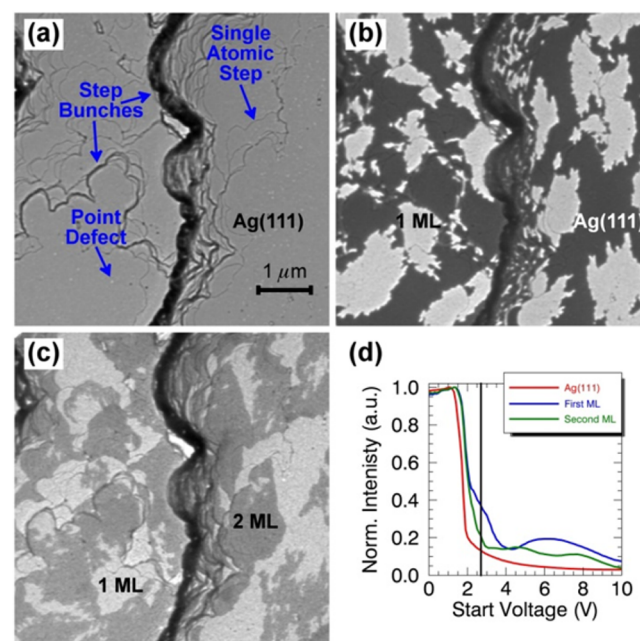 (a)
Single
Atomic
Step
Step
Bunches
Point
Defect
Ag(111)
1 μm
(b)
1 ML
Ag(111)
(c)
2 ML
1 ML
(d)
Ag(111)
First ML
Second ML
1.0
0.8
0.6
0.4
0.2
0.0
0 2 4 6 8 10
Norm. Intenisty (a.u.)
Start Voltage (V)